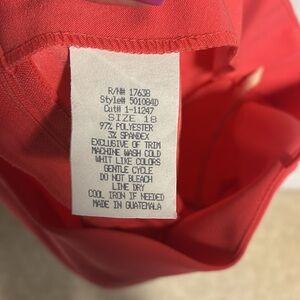 R/N# 17638
Style# 501084D
Cut# 1-11247
SIZE 18
97% POLYESTER
3% SPANDEX
EXCLUSIVE OF TRIM
MACHINE WASH COLD
WHIT LIKE COLORS
GENTLE CYCLE
DO NOT BLEACH
LINE DRY
COOL IRON IF NEEDED
MADE IN GUATEMALA